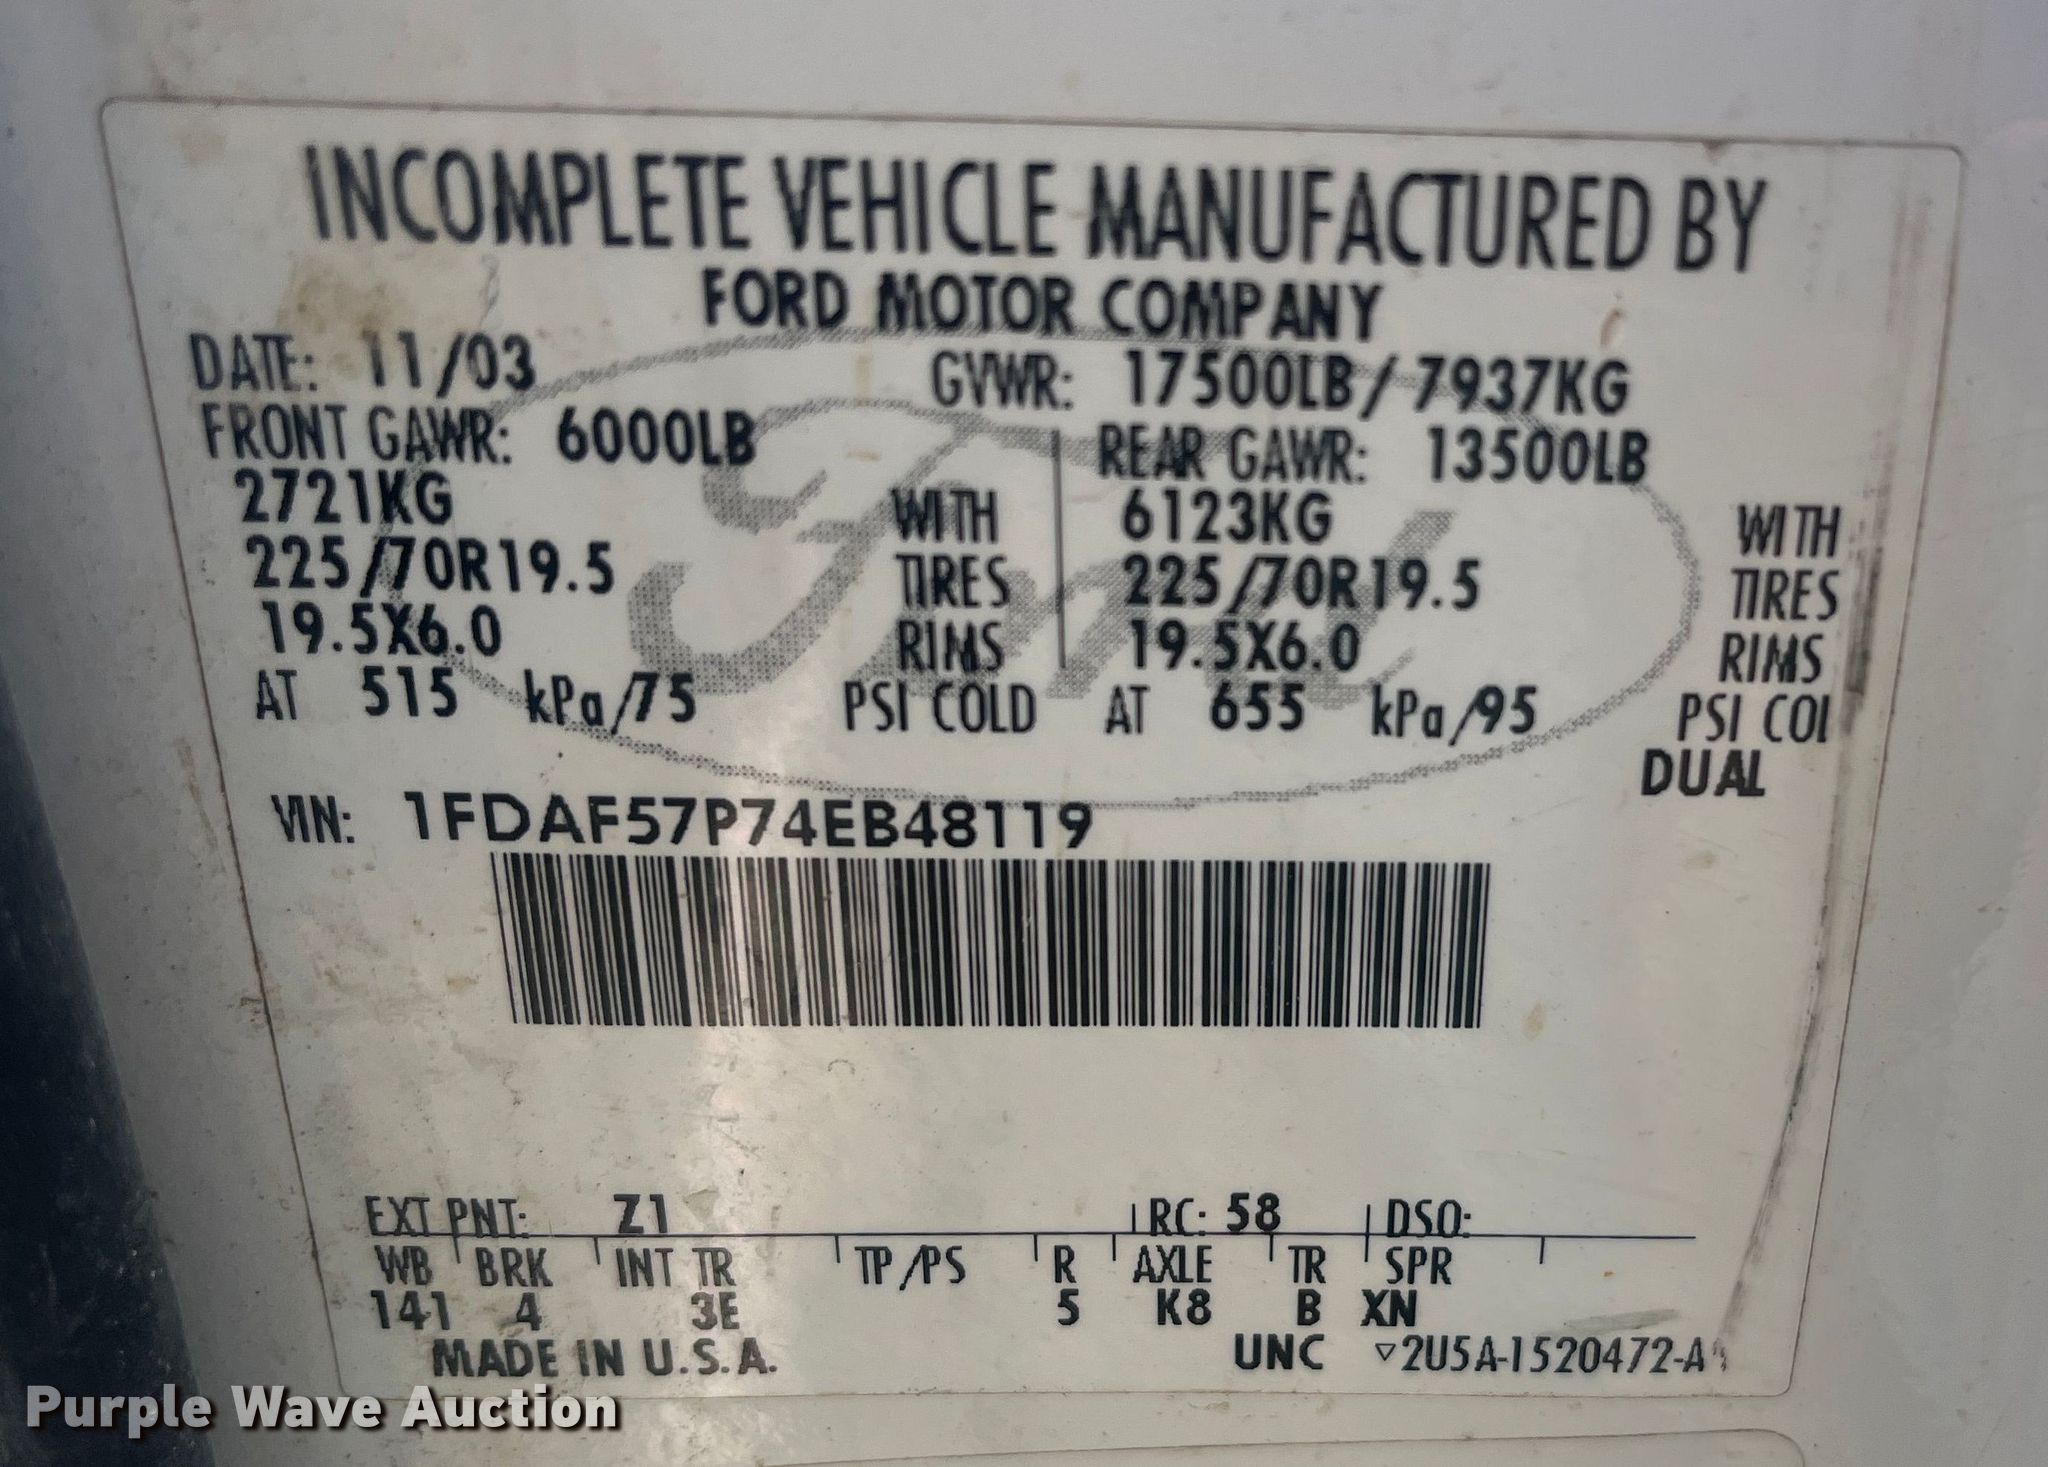 INCOMPLETE VEHICLE MANUFACTURED BY
FORD MOTOR COMPANY
DATE: 11/03 GVWR: 17500LB/7937KG
FRONT GAWR: 6000LB REAR GAWR: 13500LB
2721KG WITH 6123KG WITH
225/70R19.5 TIRES 225/70R19.5 TIRES
19.5X6.0 RIMS 19.5X6.0 RIMS
AT 515 kPa/75 PSI COLD AT 655 kPa/95 PSI COL
DUAL
VIN: 1FDAF57P74EB48119
Ford
EXT PNT: Z1 RC: 58 DSO:
WB BRK INT TR TP/PS R AXLE TR SPR
141 4 3E 5 K8 B XN
MADE IN U.S.A. UNC ▽2U5A-1520472-A
Purple Wave Auction